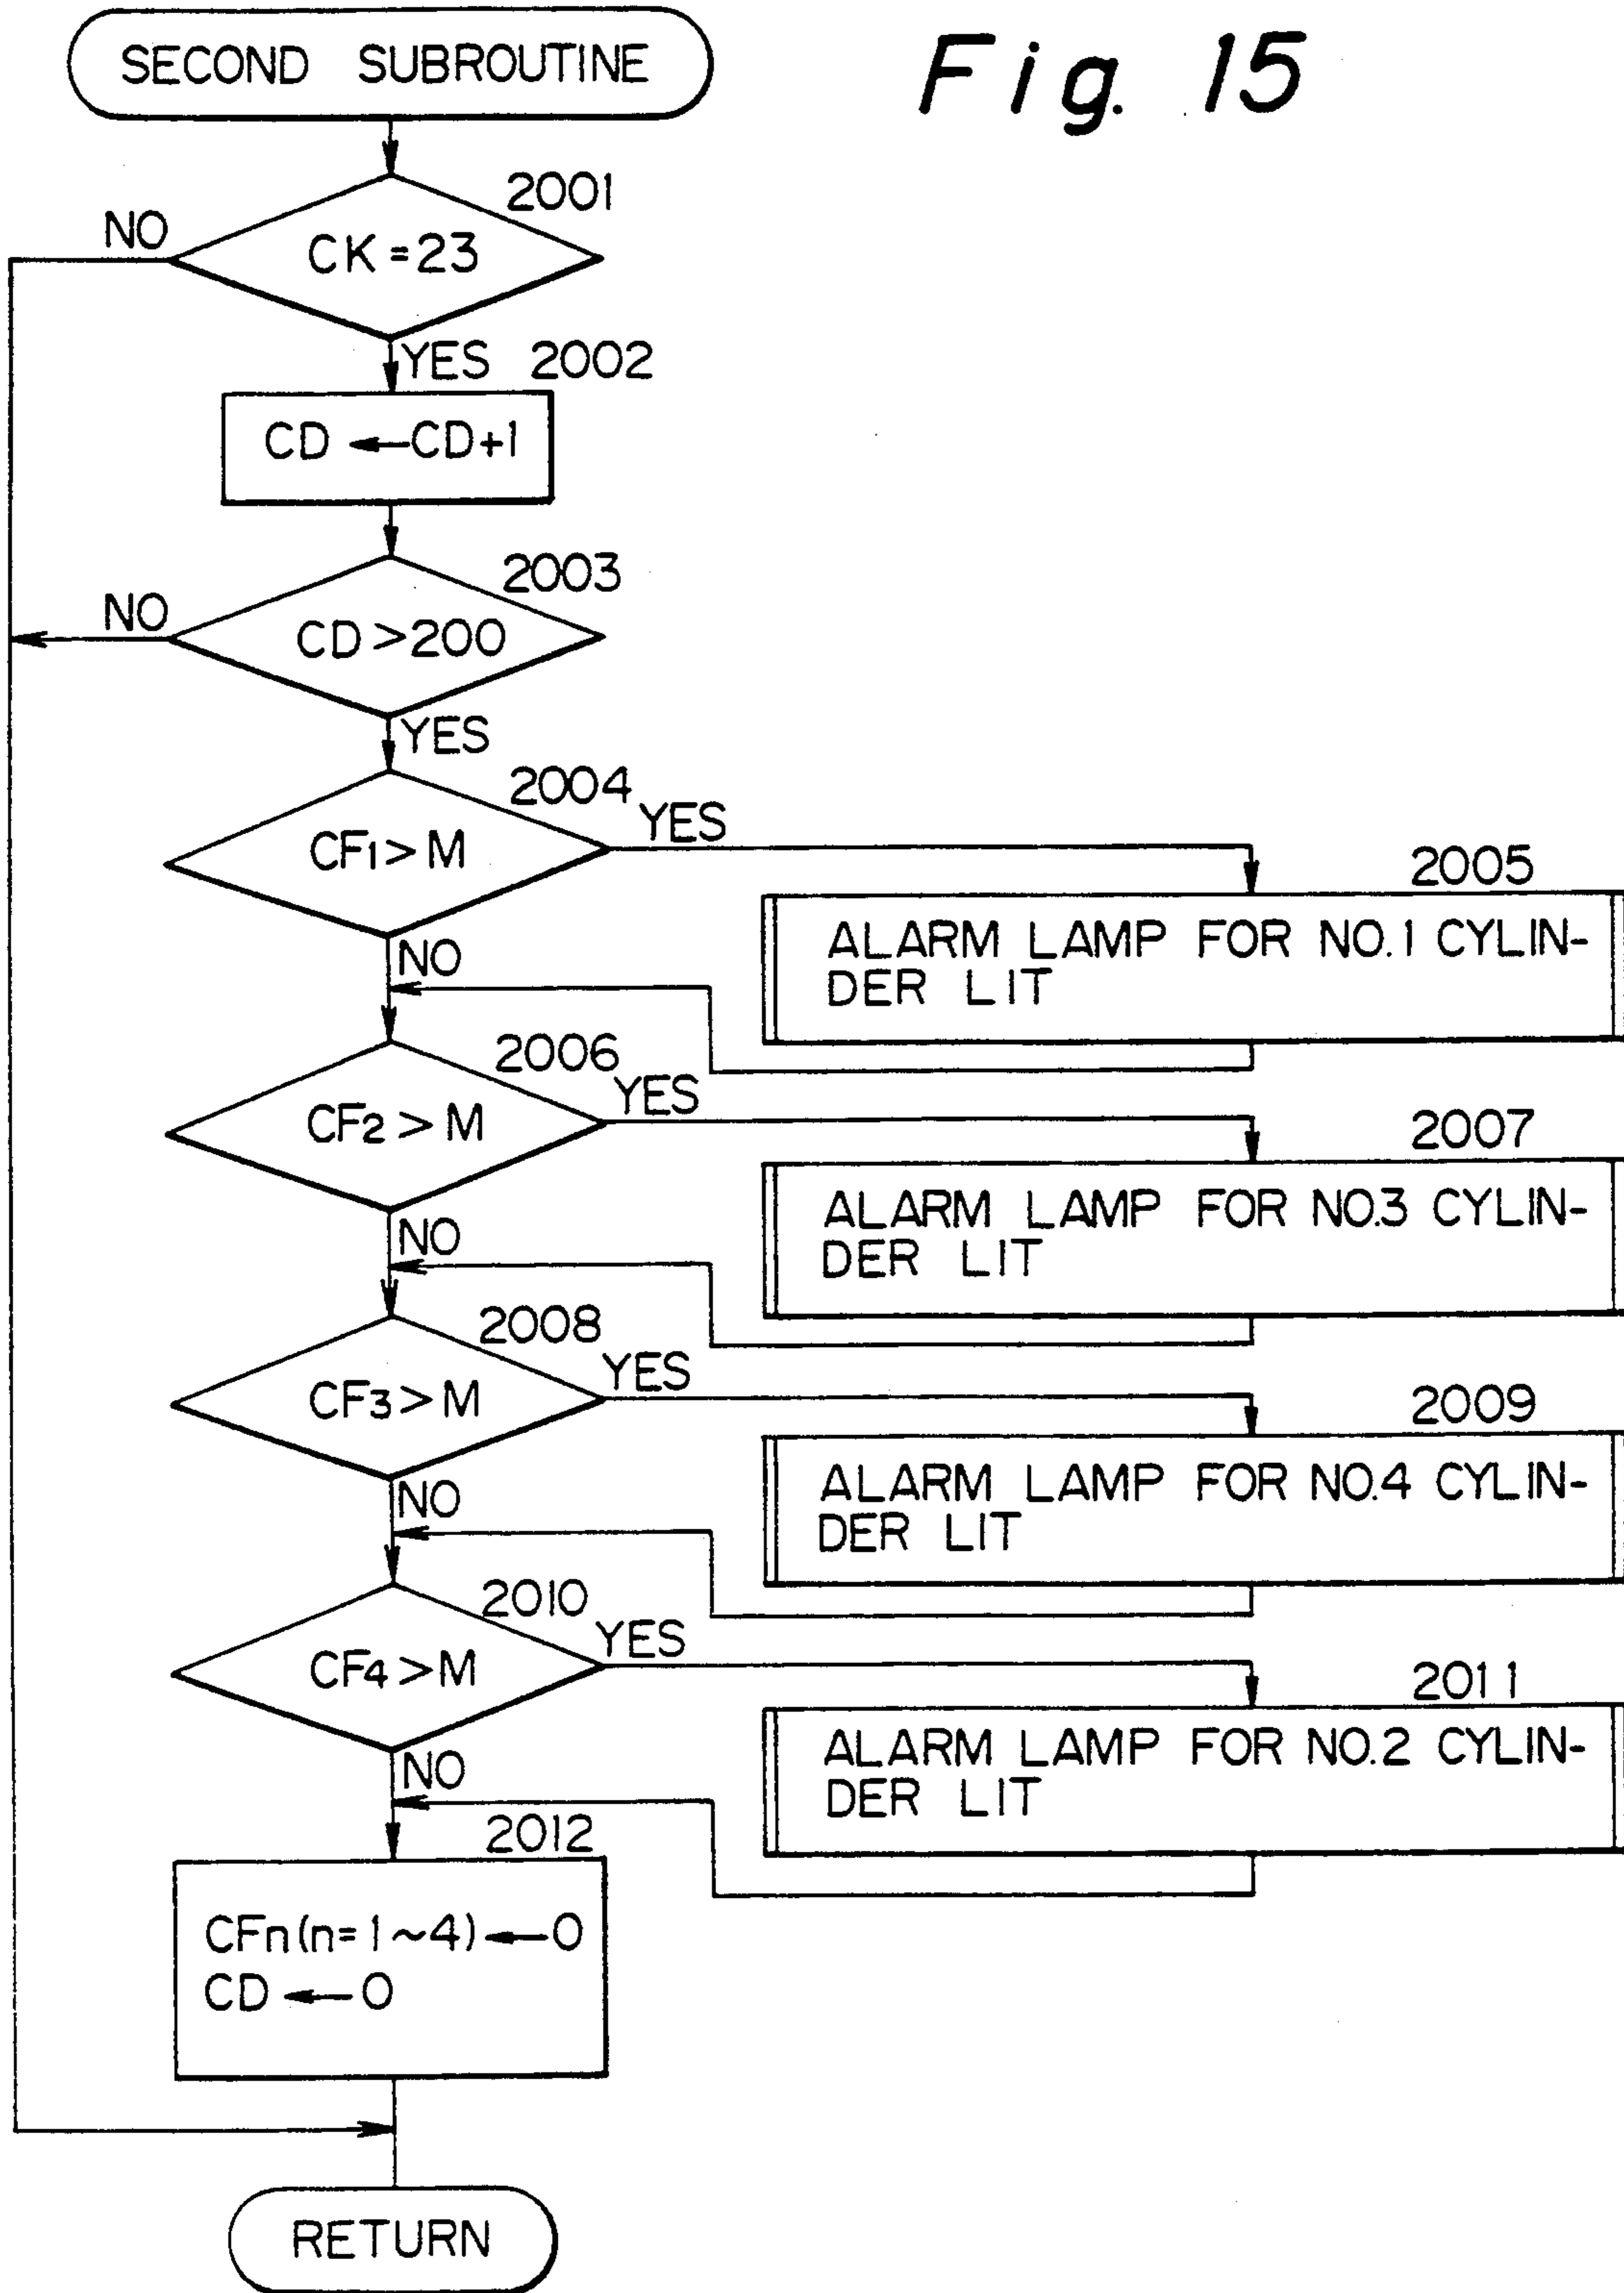 SECOND SUBROUTINE
Fig. 15
2001
NO
CK = 23
YES
2002
CD ← CD+1
2003
NO
CD > 200
YES
2004
YES
CF1 > M
2005
ALARM LAMP FOR NO.1 CYLIN-
DER LIT
NO
2006
YES
CF2 > M
2007
ALARM LAMP FOR NO.3 CYLIN-
DER LIT
NO
2008
YES
CF3 > M
2009
ALARM LAMP FOR NO.4 CYLIN-
DER LIT
NO
2010
YES
CF4 > M
2011
ALARM LAMP FOR NO.2 CYLIN-
DER LIT
NO
2012
CFn (n=1~4) ← 0
CD ← 0
RETURN